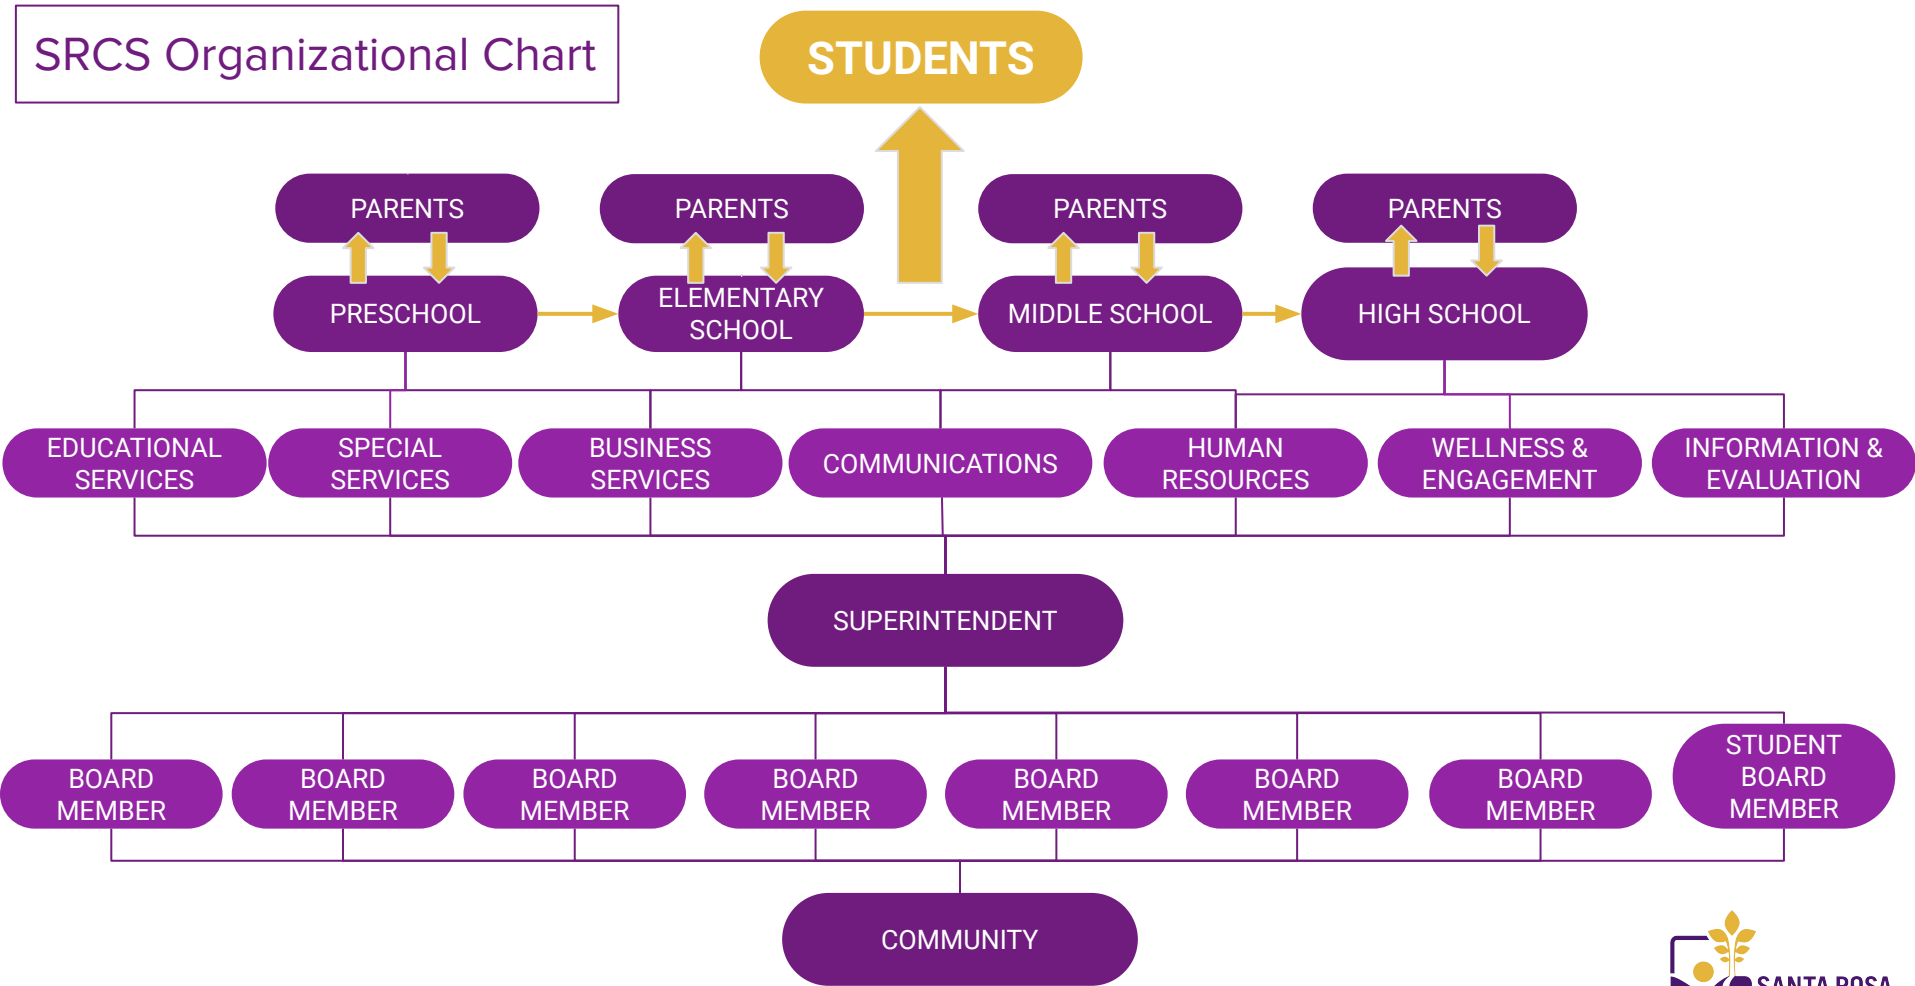 SRCS Organizational Chart
STUDENTS
PARENTS
PARENTS
PARENTS
PARENTS
PRESCHOOL
ELEMENTARY
SCHOOL
MIDDLE SCHOOL
HIGH SCHOOL
EDUCATIONAL
SERVICES
SPECIAL
SERVICES
BUSINESS
SERVICES
COMMUNICATIONS
HUMAN
RESOURCES
WELLNESS &
ENGAGEMENT
INFORMATION &
EVALUATION
SUPERINTENDENT
BOARD
MEMBER
BOARD
MEMBER
BOARD
MEMBER
BOARD
MEMBER
BOARD
MEMBER
BOARD
MEMBER
BOARD
MEMBER
STUDENT
BOARD
MEMBER
COMMUNITY
SANTA ROSA